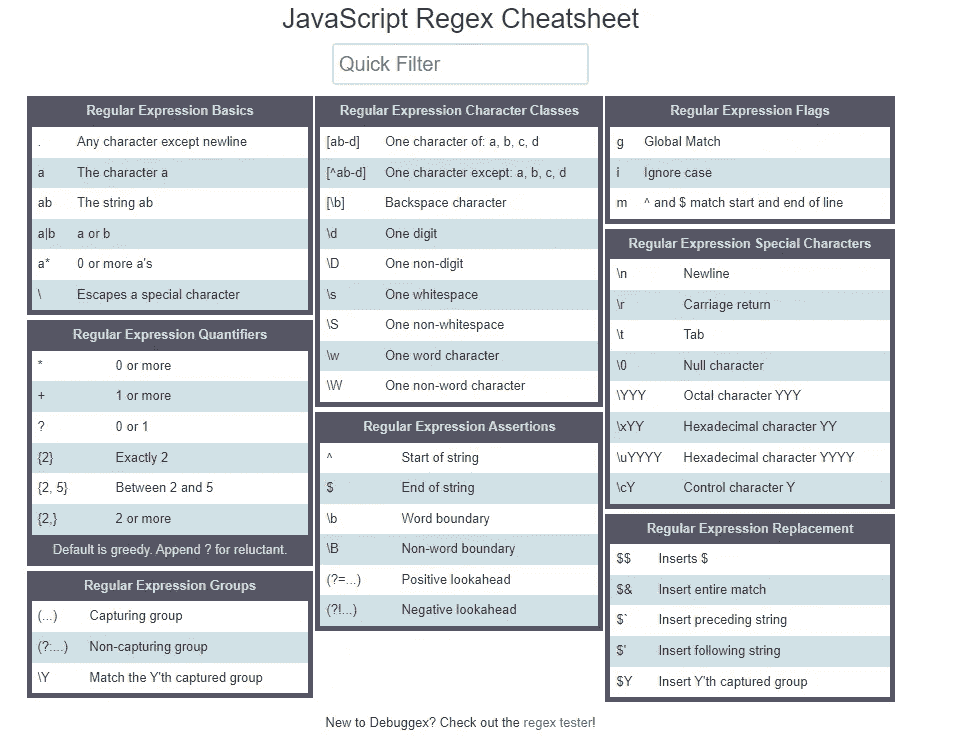 JavaScript Regex Cheatsheet
Quick Filter
Regular Expression Basics
. Any character except newline
a The character a
ab The string ab
a|b a or b
a* 0 or more a's
\ Escapes a special character
Regular Expression Quantifiers
* 0 or more
+ 1 or more
? 0 or 1
{2} Exactly 2
{2, 5} Between 2 and 5
{2,} 2 or more
Default is greedy. Append ? for reluctant.
Regular Expression Groups
(...) Capturing group
(?:...) Non-capturing group
\Y Match the Y'th captured group
Regular Expression Character Classes
[ab-d] One character of: a, b, c, d
[^ab-d] One character except: a, b, c, d
[\b] Backspace character
\d One digit
\D One non-digit
\s One whitespace
\S One non-whitespace
\w One word character
\W One non-word character
Regular Expression Assertions
^ Start of string
$ End of string
\b Word boundary
\B Non-word boundary
(?=...) Positive lookahead
(?!...) Negative lookahead
Regular Expression Flags
g Global Match
i Ignore case
m ^ and $ match start and end of line
Regular Expression Special Characters
\n Newline
\r Carriage return
\t Tab
\0 Null character
\YYY Octal character YYY
\xYY Hexadecimal character YY
\uYYYY Hexadecimal character YYYY
\cY Control character Y
Regular Expression Replacement
$$ Inserts $
$& Insert entire match
$` Insert preceding string
$' Insert following string
$Y Insert Y'th captured group
New to Debuggex? Check out the regex tester!